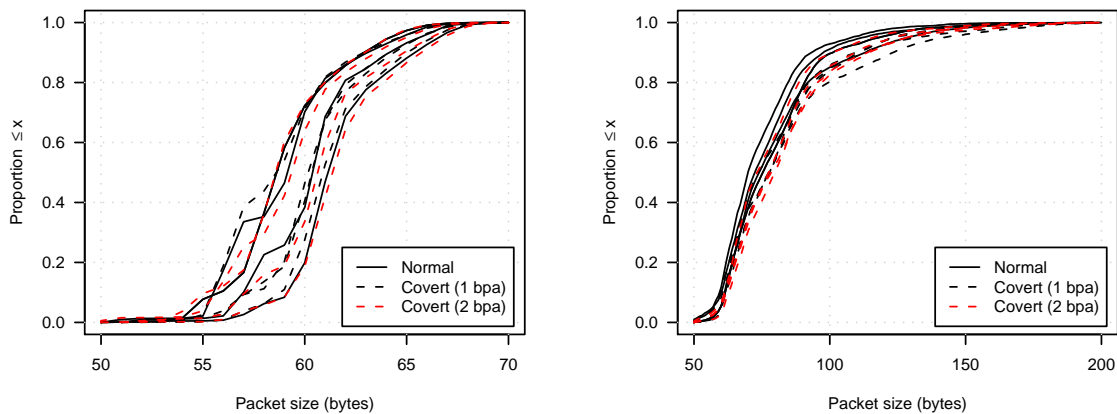 1.0
0.8
0.6
0.4
0.2
0.0
Proportion ≤ x
50 55 60 65 70
Packet size (bytes)
Normal
Covert (1 bpa)
Covert (2 bpa)
1.0
0.8
0.6
0.4
0.2
0.0
Proportion ≤ x
50 100 150 200
Packet size (bytes)
Normal
Covert (1 bpa)
Covert (2 bpa)